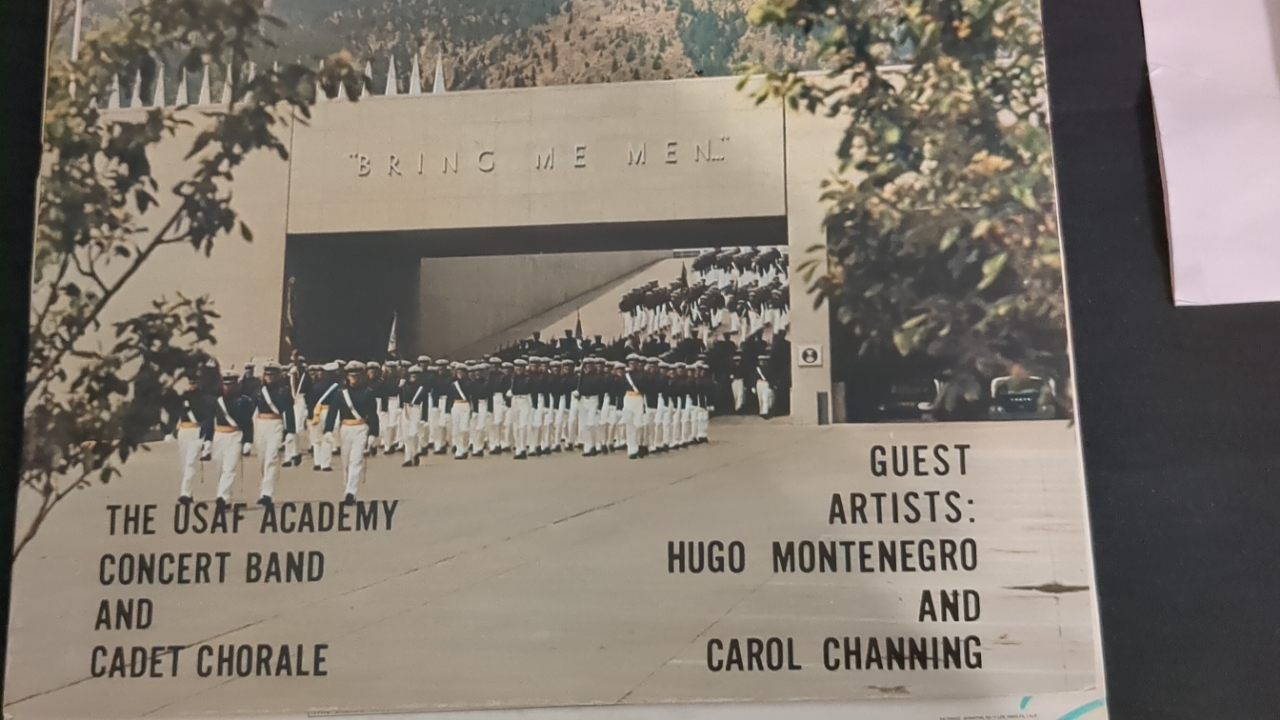 "BRING ME MEN..."
THE USAF ACADEMY
CONCERT BAND
AND
CADET CHORALE
GUEST
ARTISTS:
HUGO MONTENEGRO
AND
CAROL CHANNING